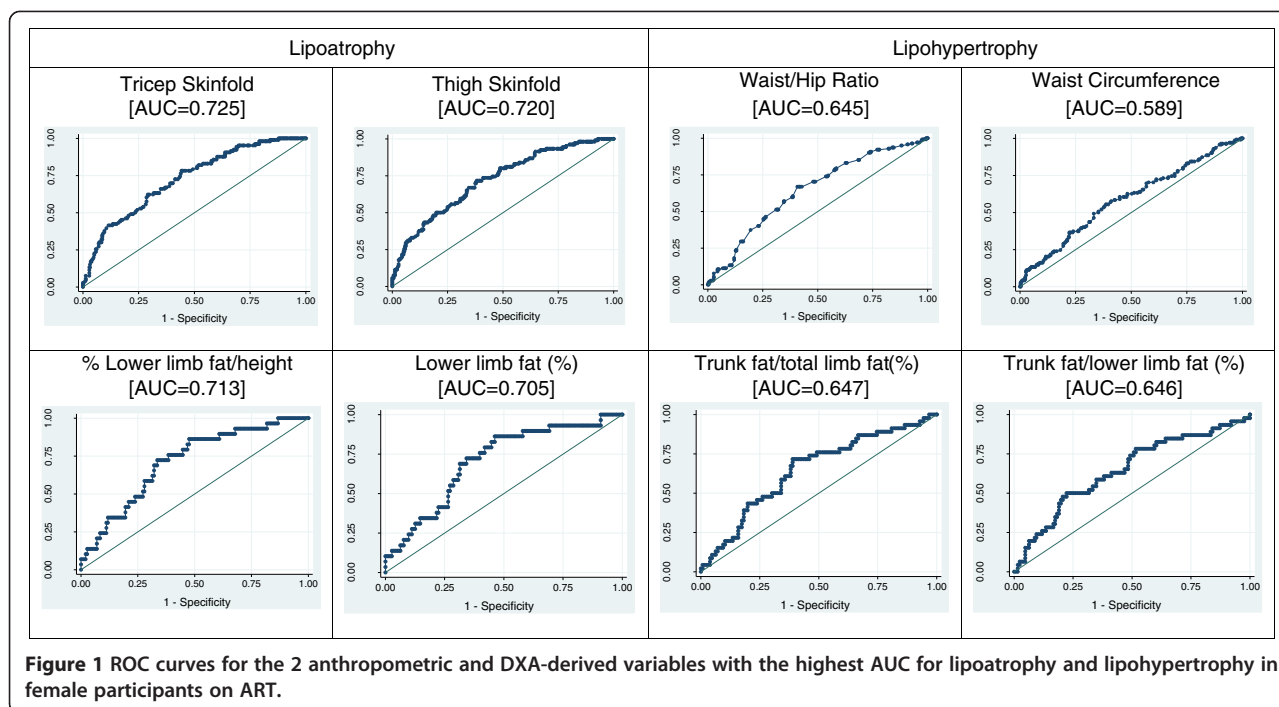 Lipoatrophy
Lipohypertrophy
Tricep Skinfold
[AUC=0.725]
0.00 0.25 0.50 0.75 1.00
0.00 0.25 0.50 0.75 1.00
1 - Specificity
Thigh Skinfold
[AUC=0.720]
0.00 0.25 0.50 0.75 1.00
0.00 0.25 0.50 0.75 1.00
1 - Specificity
Waist/Hip Ratio
[AUC=0.645]
0.00 0.25 0.50 0.75 1.00
0.00 0.25 0.50 0.75 1.00
1 - Specificity
Waist Circumference
[AUC=0.589]
0.00 0.25 0.50 0.75 1.00
0.00 0.25 0.50 0.75 1.00
1 - Specificity
% Lower limb fat/height
[AUC=0.713]
0.00 0.25 0.50 0.75 1.00
0.00 0.25 0.50 0.75 1.00
1 - Specificity
Lower limb fat (%)
[AUC=0.705]
0.00 0.25 0.50 0.75 1.00
0.00 0.25 0.50 0.75 1.00
1 - Specificity
Trunk fat/total limb fat(%)
[AUC=0.647]
0.00 0.25 0.50 0.75 1.00
0.00 0.25 0.50 0.75 1.00
1 - Specificity
Trunk fat/lower limb fat (%)
[AUC=0.646]
0.00 0.25 0.50 0.75 1.00
0.00 0.25 0.50 0.75 1.00
1 - Specificity
Figure 1 ROC curves for the 2 anthropometric and DXA-derived variables with the highest AUC for lipoatrophy and lipohypertrophy in
female participants on ART.